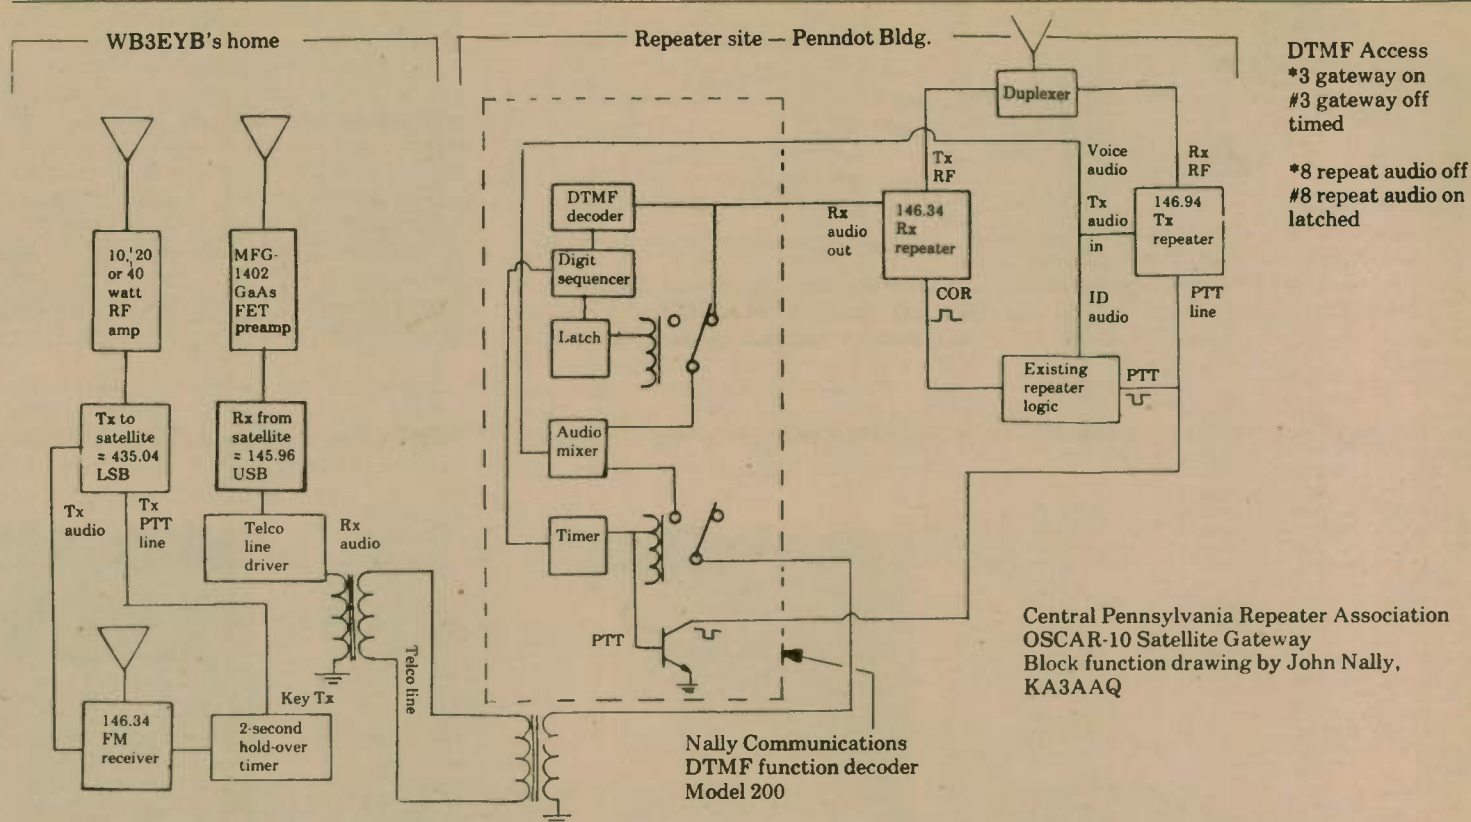 WB3EYB's home
Repeater site — Penndot Bldg.
DTMF Access
*3 gateway on
#3 gateway off
timed
*8 repeat audio off
#8 repeat audio on
latched
10, 20
or 40
watt
RF
amp
MFG-
1402
GaAs
FET
preamp
Tx to
satellite
≈ 435.04
LSB
Rx from
satellite
≈ 145.96
USB
Tx
audio
Tx
PTT
line
Telco
line
driver
Rx
audio
146.34
FM
receiver
Key Tx
2-second
hold-over
timer
Telco line
DTMF
decoder
Digit
sequencer
Latch
Audio
mixer
Timer
PTT
Duplexer
Tx
RF
Voice
audio
Rx
RF
Rx
audio
out
146.34
Rx
repeater
Tx
audio
in
146.94
Tx
repeater
COR
ID
audio
PTT
line
Existing
repeater
logic
PTT
Nally Communications
DTMF function decoder
Model 200
Central Pennsylvania Repeater Association
OSCAR-10 Satellite Gateway
Block function drawing by John Nally,
KA3AAQ